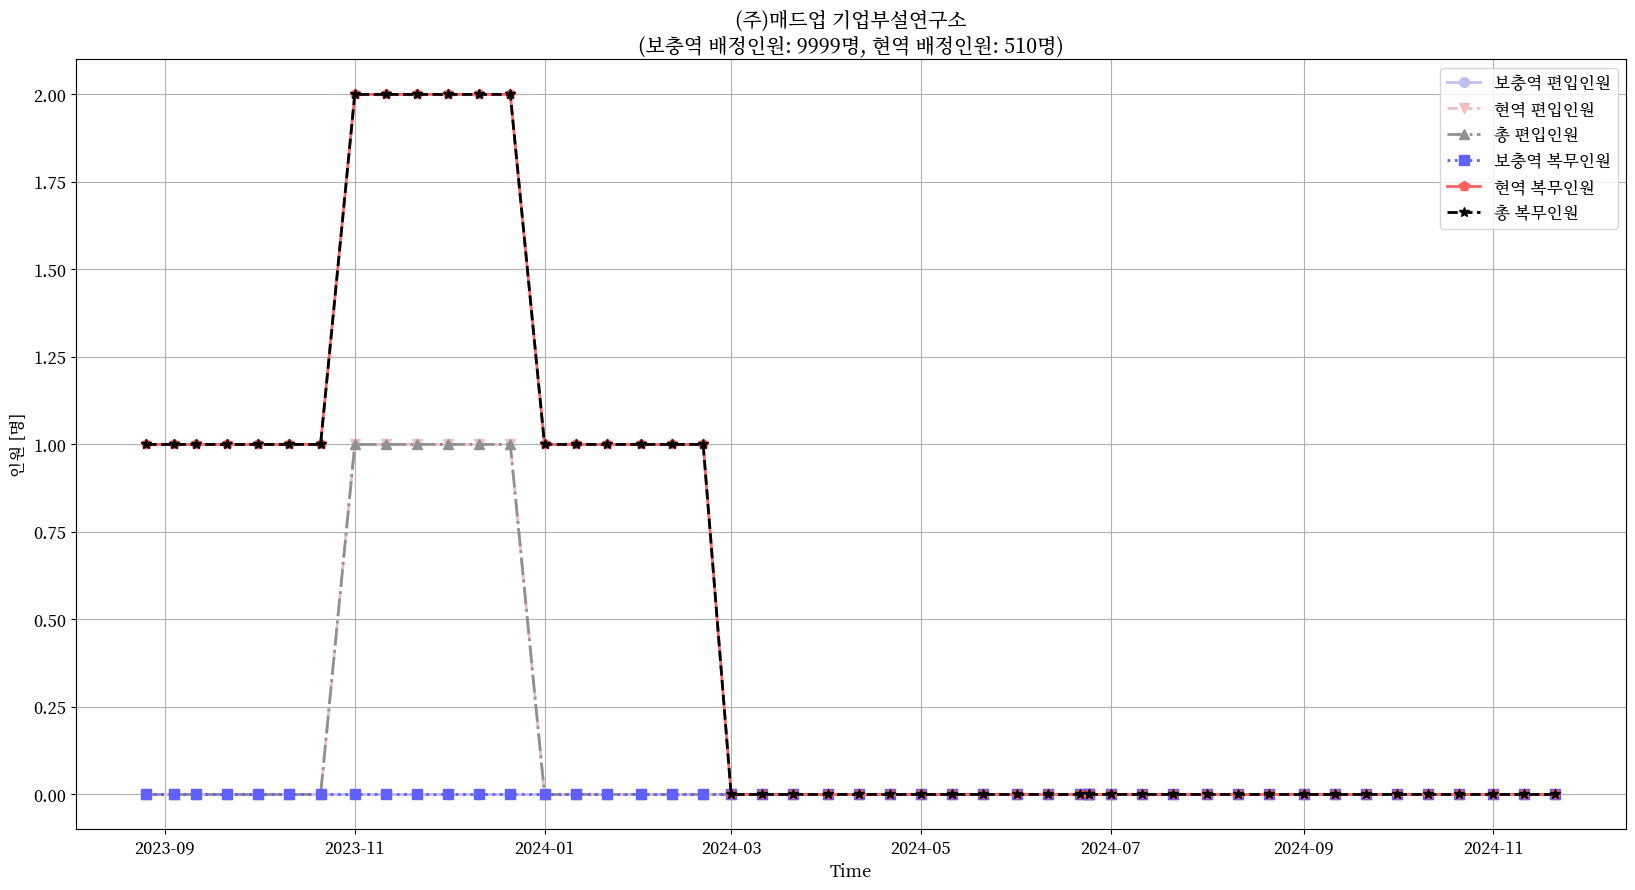 (주)매드업 기업부설연구소
(보충역 배정인원: 9999명, 현역 배정인원: 510명)
보충역 편입인원
현역 편입인원
총 편입인원
보충역 복무인원
현역 복무인원
총 복무인원
인원 [명]
2.00
1.75
1.50
1.25
1.00
0.75
0.50
0.25
0.00
2023-09 2023-11 2024-01 2024-03 2024-05 2024-07 2024-09 2024-11
Time